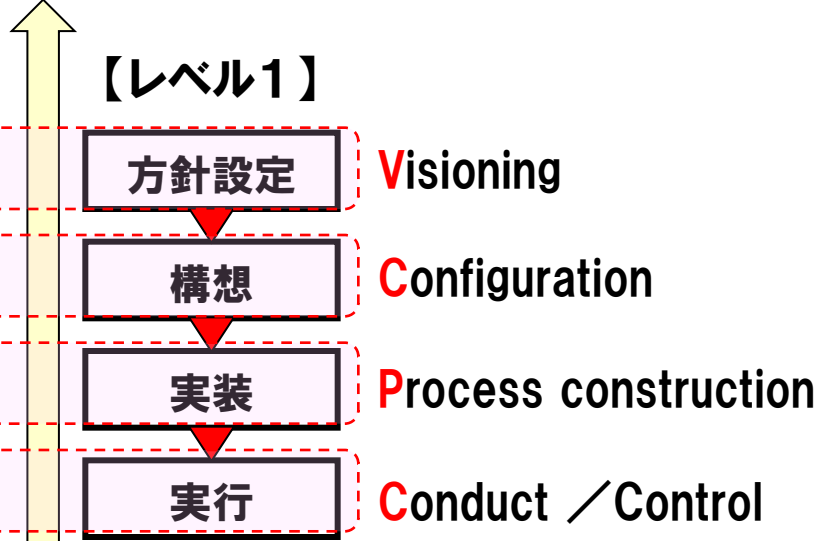 【レベル1】
方針設定 Visioning
構想 Configuration
実装 Process construction
実行 Conduct ／Control